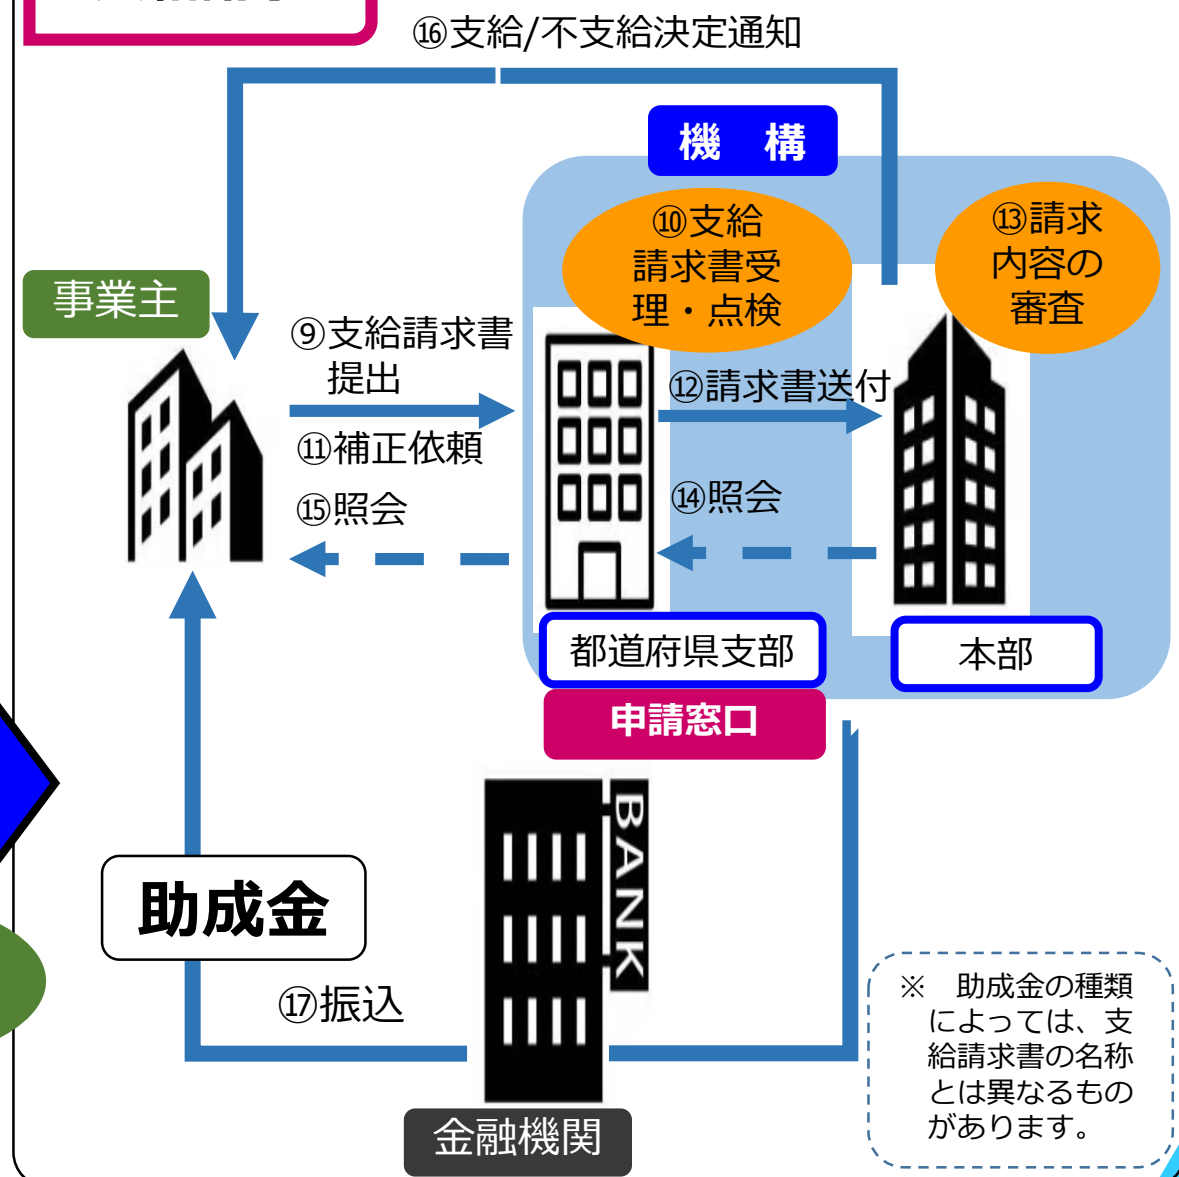 ⑯支給/不支給決定通知
機　構
⑩支給
請求書受
理・点検
⑬請求
内容の
審査
事業主
⑨支給請求書
提出
⑫請求書送付
⑪補正依頼
⑮照会
⑭照会
都道府県支部
本部
申請窓口
BANK
助成金
⑰振込
金融機関
※　助成金の種類
によっては、支
給請求書の名称
とは異なるもの
があります。